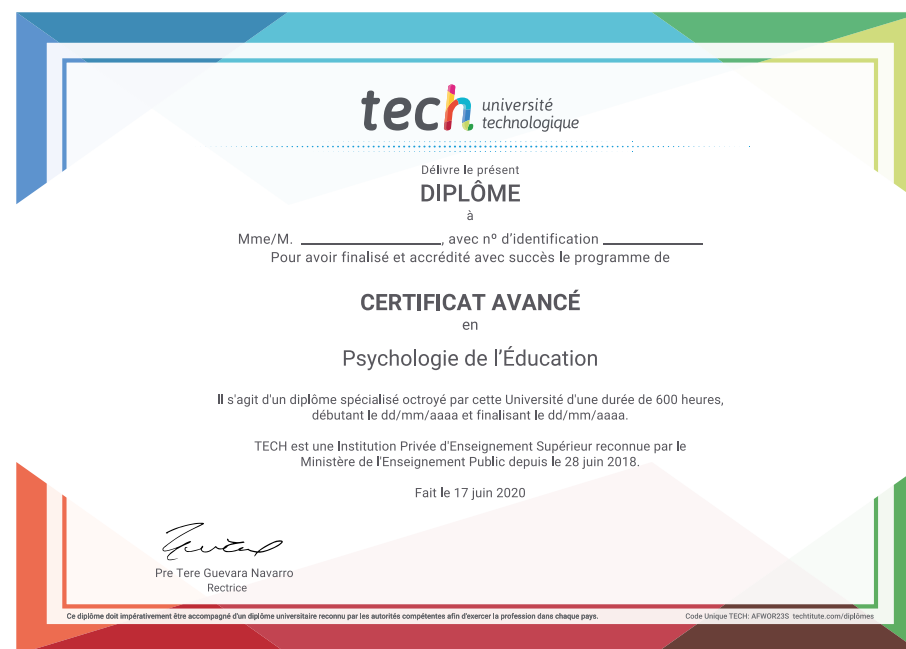 tech université
technologique
Délivre le présent
DIPLÔME
à
Mme/M. ____________________, avec nº d'identification ______________
Pour avoir finalisé et accrédité avec succès le programme de
CERTIFICAT AVANCÉ
en
Psychologie de l'Éducation
Il s'agit d'un diplôme spécialisé octroyé par cette Université d'une durée de 600 heures,
débutant le dd/mm/aaaa et finalisant le dd/mm/aaaa.
TECH est une Institution Privée d'Enseignement Supérieur reconnue par le
Ministère de l'Enseignement Public depuis le 28 juin 2018.
Fait le 17 juin 2020
Pre Tere Guevara Navarro
Rectrice
Ce diplôme doit impérativement être accompagné d'un diplôme universitaire reconnu par les autorités compétentes afin d'exercer la profession dans chaque pays.
Code Unique TECH: AFWOR23S techtitute.com/diplômes